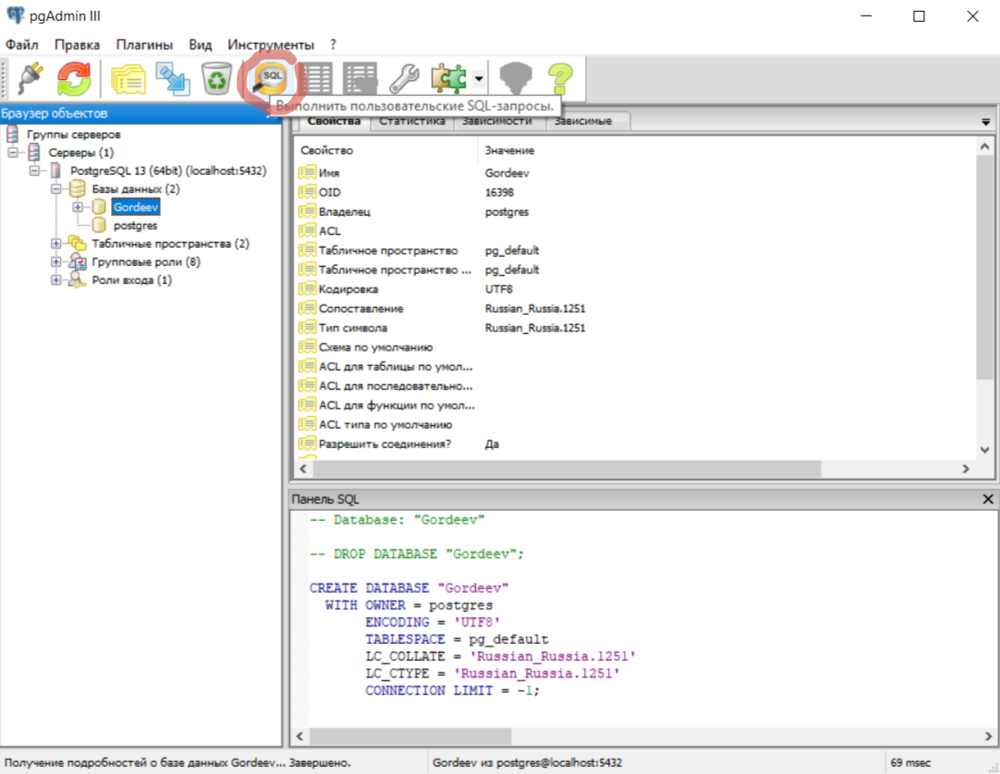 pgAdmin III
Файл Правка Плагины Вид Инструменты ?
SQL
Выполнить пользовательские SQL-запросы.
Браузер объектов
Группы серверов
Серверы (1)
PostgreSQL 13 (64bit) (localhost:5432)
Базы данных (2)
Gordeev
postgres
Табличные пространства (2)
Групповые роли (8)
Роли входа (1)
Свойства Статистика Зависимости Зависимые
Свойство Значение
Имя Gordeev
OID 16398
Владелец postgres
ACL
Табличное пространство pg_default
Табличное пространство ... pg_default
Кодировка UTF8
Сопоставление Russian_Russia.1251
Тип символа Russian_Russia.1251
Схема по умолчанию
ACL для таблицы по умол...
ACL для последовательно...
ACL для функции по умол...
ACL типа по умолчанию
Разрешить соединения? Да
Панель SQL
-- Database: "Gordeev"
-- DROP DATABASE "Gordeev";
CREATE DATABASE "Gordeev"
WITH OWNER = postgres
ENCODING = 'UTF8'
TABLESPACE = pg_default
LC_COLLATE = 'Russian_Russia.1251'
LC_CTYPE = 'Russian_Russia.1251'
CONNECTION LIMIT = -1;
Получение подробностей о базе данных Gordeev... Завершено. Gordeev из postgres@localhost:5432 69 msec